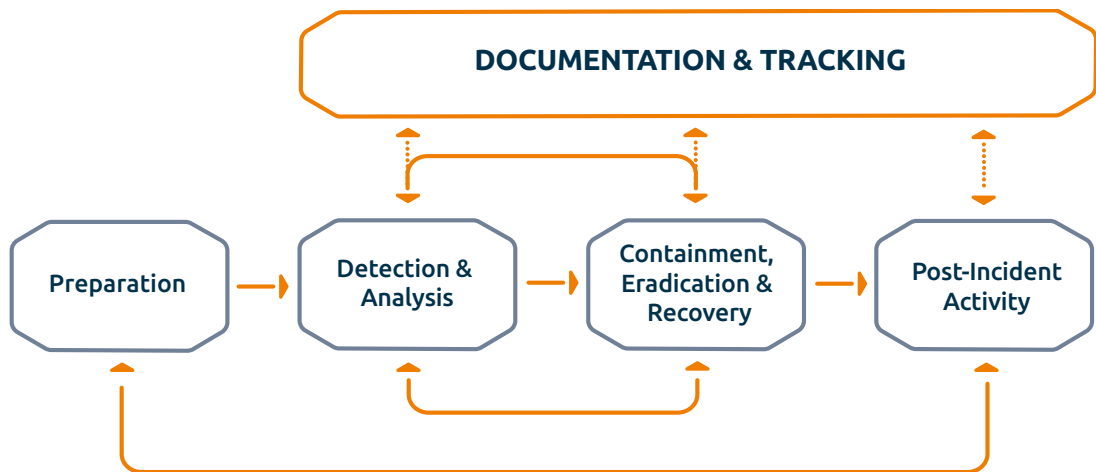 DOCUMENTATION & TRACKING
Preparation
Detection &
Analysis
Containment,
Eradication &
Recovery
Post-Incident
Activity